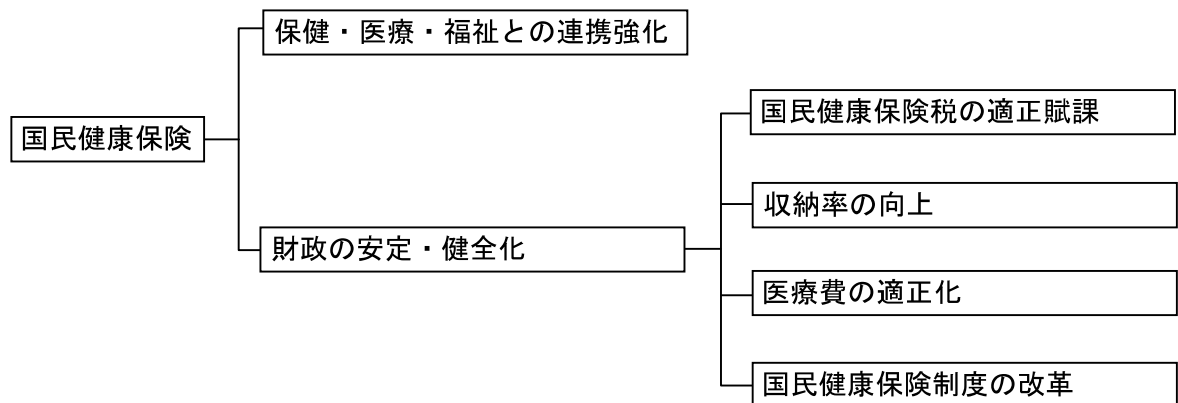 保健・医療・福祉との連携強化
国民健康保険税の適正賦課
国民健康保険
収納率の向上
財政の安定・健全化
医療費の適正化
国民健康保険制度の改革